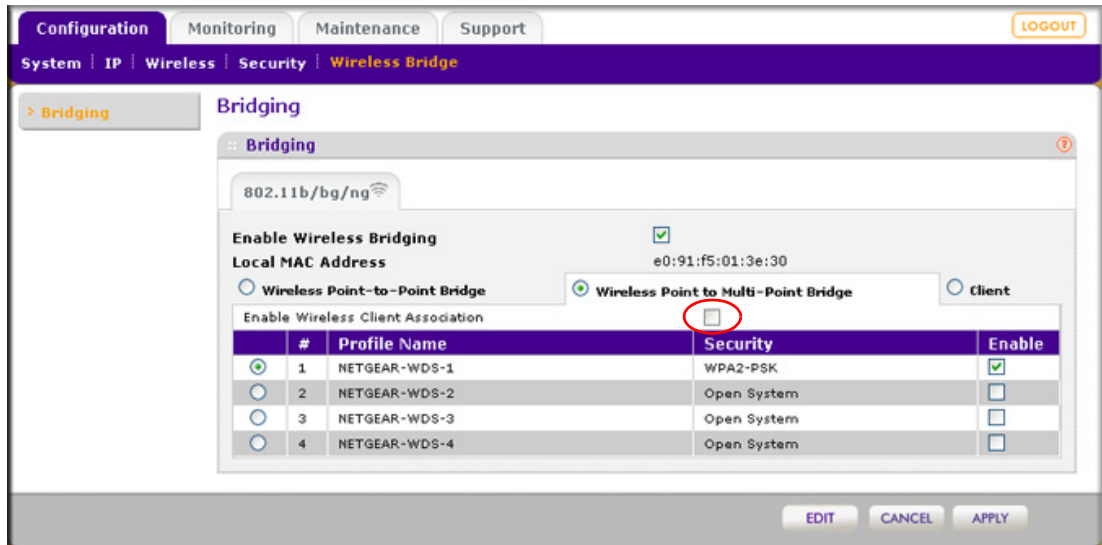 Configuration Monitoring Maintenance Support LOGOUT
System IP Wireless Security Wireless Bridge
Bridging
Bridging
Bridging
802.11b/bg/ng
Enable Wireless Bridging
Local MAC Address e0:91:f5:01:3e:30
Wireless Point-to-Point Bridge Wireless Point to Multi-Point Bridge Client
Enable Wireless Client Association
# Profile Name Security Enable
1 NETGEAR-WDS-1 WPA2-PSK
2 NETGEAR-WDS-2 Open System
3 NETGEAR-WDS-3 Open System
4 NETGEAR-WDS-4 Open System
EDIT CANCEL APPLY